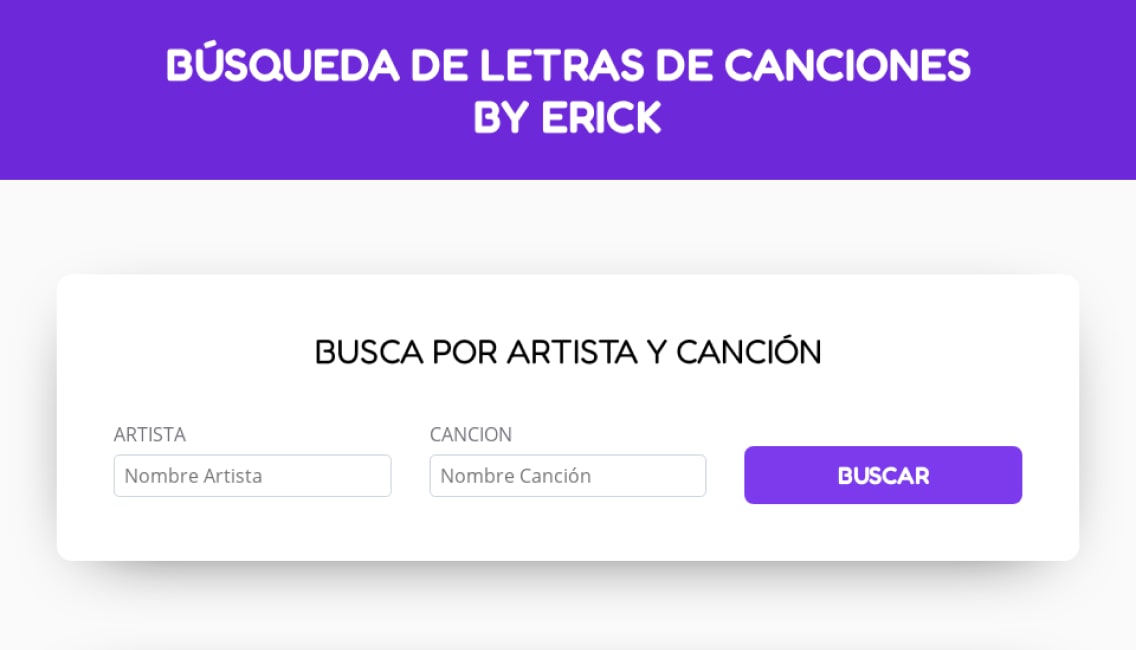 BÚSQUEDA DE LETRAS DE CANCIONES
BY ERICK
BUSCA POR ARTISTA Y CANCIÓN
ARTISTA
CANCION
Nombre Artista
Nombre Canción
BUSCAR